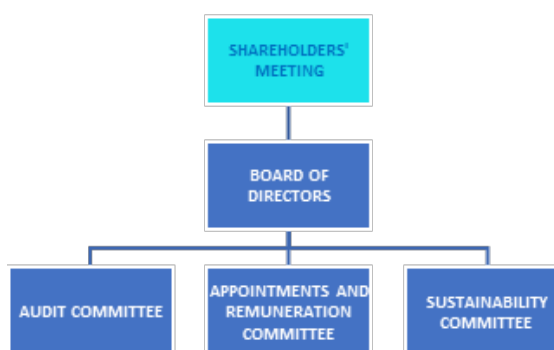 SHAREHOLDERS'
MEETING
BOARD OF
DIRECTORS
AUDIT COMMITTEE
APPOINTMENTS AND
REMUNERATION
COMMITTEE
SUSTAINABILITY
COMMITTEE